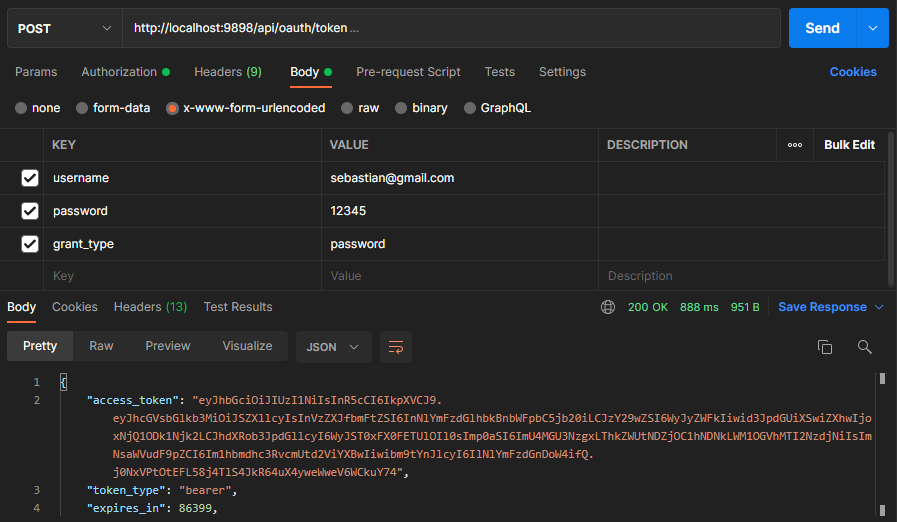 POST http://localhost:9898/api/oauth/token ... Send
Params Authorization Headers (9) Body Pre-request Script Tests Settings Cookies
none form-data x-www-form-urlencoded raw binary GraphQL
KEY VALUE DESCRIPTION ooo Bulk Edit
username sebastian@gmail.com
password 12345
grant_type password
Key Value Description
Body Cookies Headers (13) Test Results 200 OK 888 ms 951 B Save Response
Pretty Raw Preview Visualize JSON
1 {
2 "access_token": "eyJhbGciOiJIUzI1NiIsInR5cCI6IkpXVCJ9.
eyJhcGVsbGlkb3MiOiJSZXllcyIsInVzZXJfbmFtZSI6InNlYmFzdGlhbkBnbWFpbC5jb20iLCJzY29wZSI6WyJyZWFkIiwid3JpdGUiXSwiZXhwIjo
xNjQ1ODk1Njk2LCJhdXRob3JpdGllcyI6WyJST0xFX0FETUlOIl0sImp0aSI6ImU4MGU3NzgxLThkZWUtNDZjOC1hNDNkLWM1OGVhMTI2NzdjNiIsIm
NsaWVudF9pZCI6Im1hbmdhc3RvcmUtd2ViYXBwIiwibm9tYnJlcyI6IlNlYmFzdGnDoW4ifQ.
j0NxVPtOtEFL58j4TlS4JkR64uX4yweWweV6WCkuY74",
3 "token_type": "bearer",
4 "expires_in": 86399,